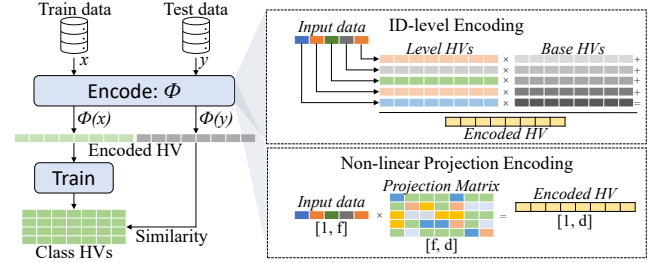 Train data
Test data
x
y
Encode: Φ
Φ(x)
Φ(y)
Encoded HV
Train
Class HVs
Similarity
ID-level Encoding
Input data
Level HVs
Base HVs
× +
× +
× +
× +
× =
Encoded HV
Non-linear Projection Encoding
Input data
Projection Matrix
Encoded HV
× =
[1, f]
[f, d]
[1, d]